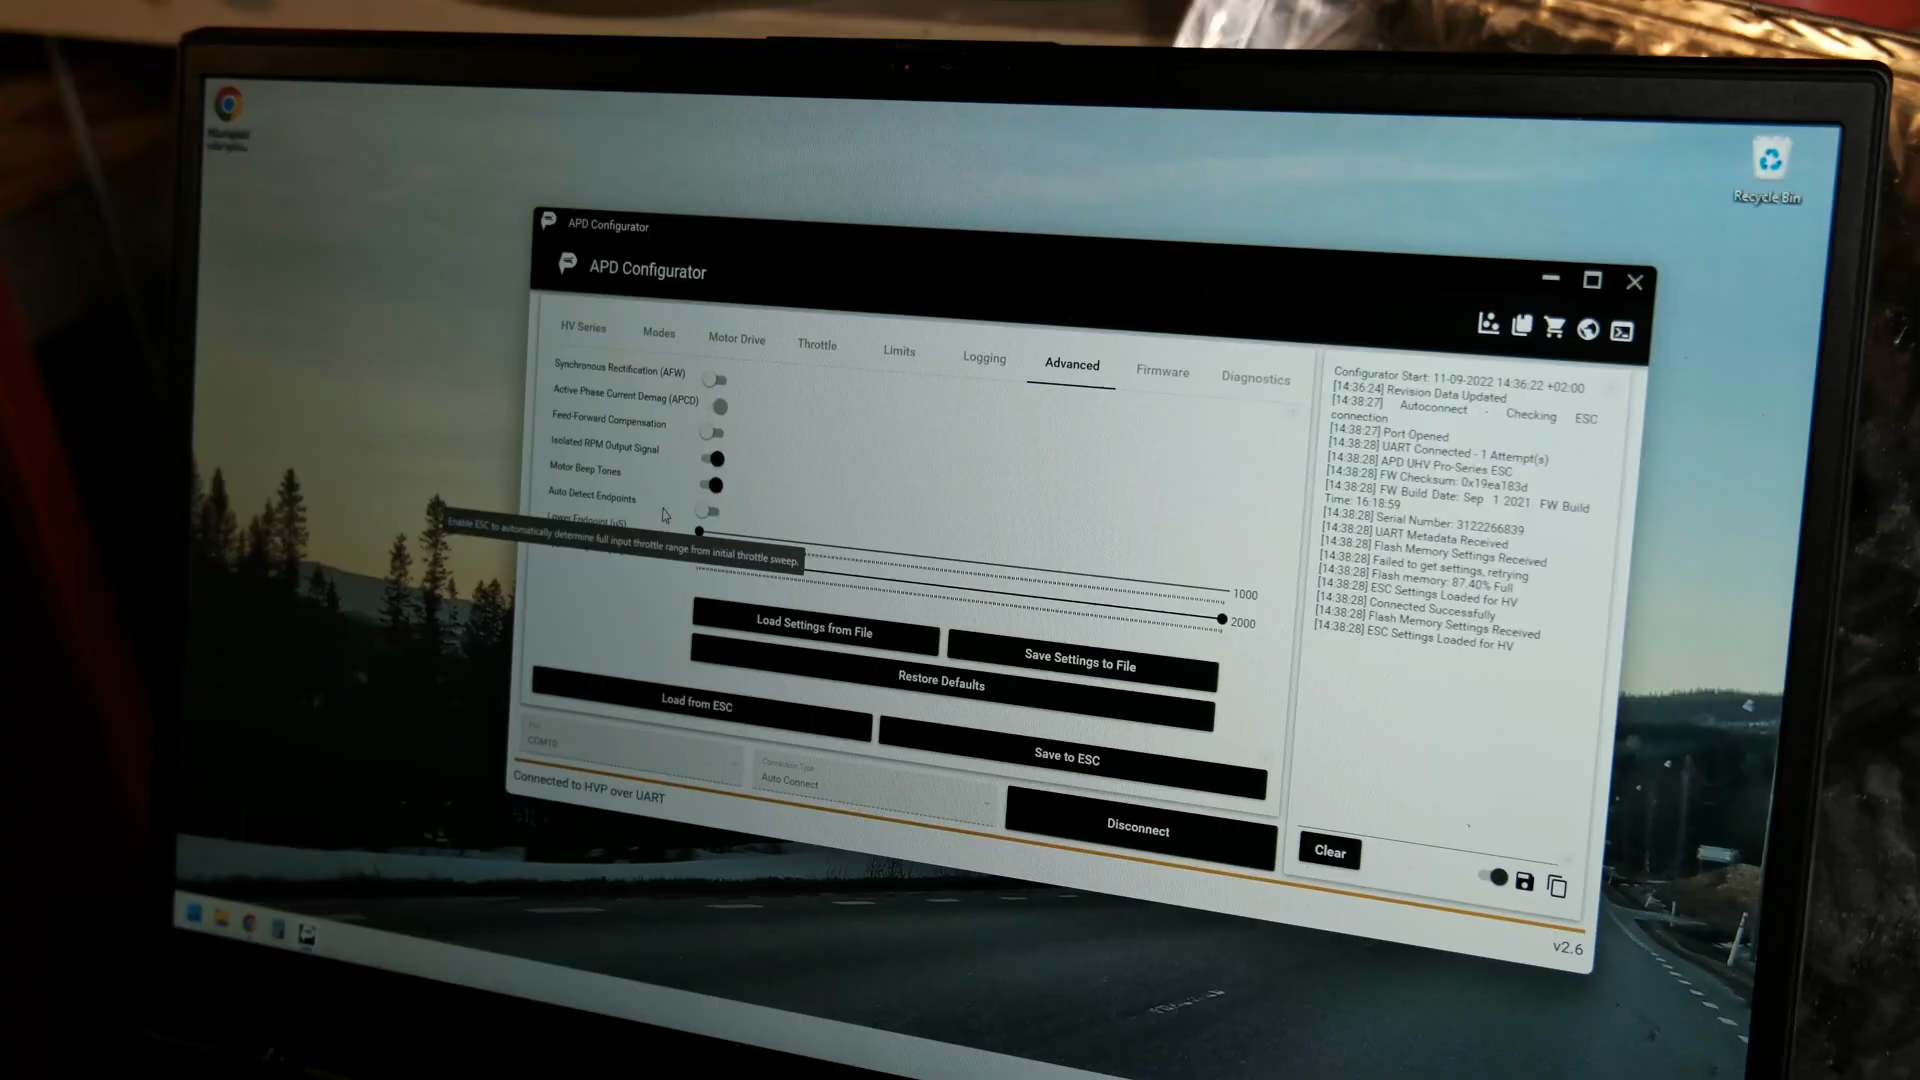 Recycle Bin
APD Configurator
APD Configurator
HV Series
Modes
Motor Drive
Throttle
Limits
Logging
Advanced
Firmware
Diagnostics
Synchronous Rectification (AFW)
Active Phase Current Demag (APCD)
Feed-Forward Compensation
Isolated RPM Output Signal
Motor Beep Tones
Auto Detect Endpoints
Lower Endpoint (µS)
Enable ESC to automatically determine full input throttle range from initial throttle sweep.
1000
2000
Load Settings from File
Save Settings to File
Restore Defaults
Load from ESC
Save to ESC
COM10
Connection Type
Auto Connect
Disconnect
Connected to HVP over UART
Configurator Start: 11-09-2022 14:36:22 +02:00
[14:36:24] Revision Data Updated
[14:38:27] Autoconnect - Checking ESC
connection
[14:38:27] Port Opened
[14:38:28] UART Connected - 1 Attempt(s)
[14:38:28] APD UHV Pro-Series ESC
[14:38:28] FW Checksum: 0x19ea183d
[14:38:28] FW Build Date: Sep 1 2021 FW Build
Time: 16:18:59
[14:38:28] Serial Number: 3122266839
[14:38:28] UART Metadata Received
[14:38:28] Flash Memory Settings Received
[14:38:28] Failed to get settings, retrying
[14:38:28] Flash memory: 87.40% Full
[14:38:28] ESC Settings Loaded for HV
[14:38:28] Connected Successfully
[14:38:28] Flash Memory Settings Received
[14:38:28] ESC Settings Loaded for HV
Clear
v2.6